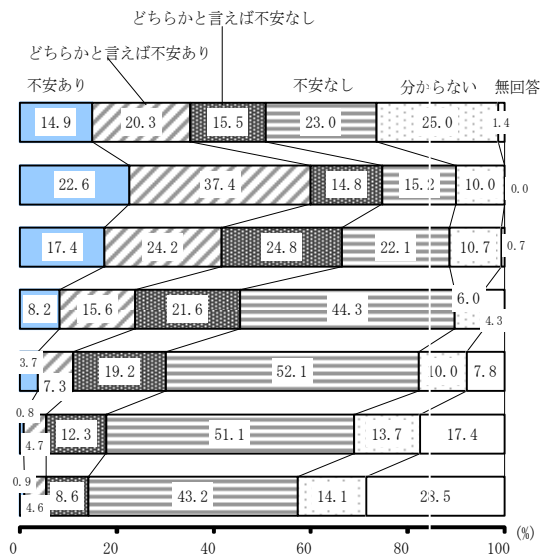 どちらかと言えば不安なし
どちらかと言えば不安あり
不安あり 不安なし 分からない 無回答
14.9 20.3 15.5 23.0 25.0 1.4
22.6 37.4 14.8 15.2 10.0 0.0
17.4 24.2 24.8 22.1 10.7 0.7
8.2 15.6 21.6 44.3 6.0 4.3
3.7 7.3 19.2 52.1 10.0 7.8
0.8 4.7 12.3 51.1 13.7 17.4
0.9 4.6 8.6 43.2 14.1 28.5
0 20 40 60 80 100 (%)